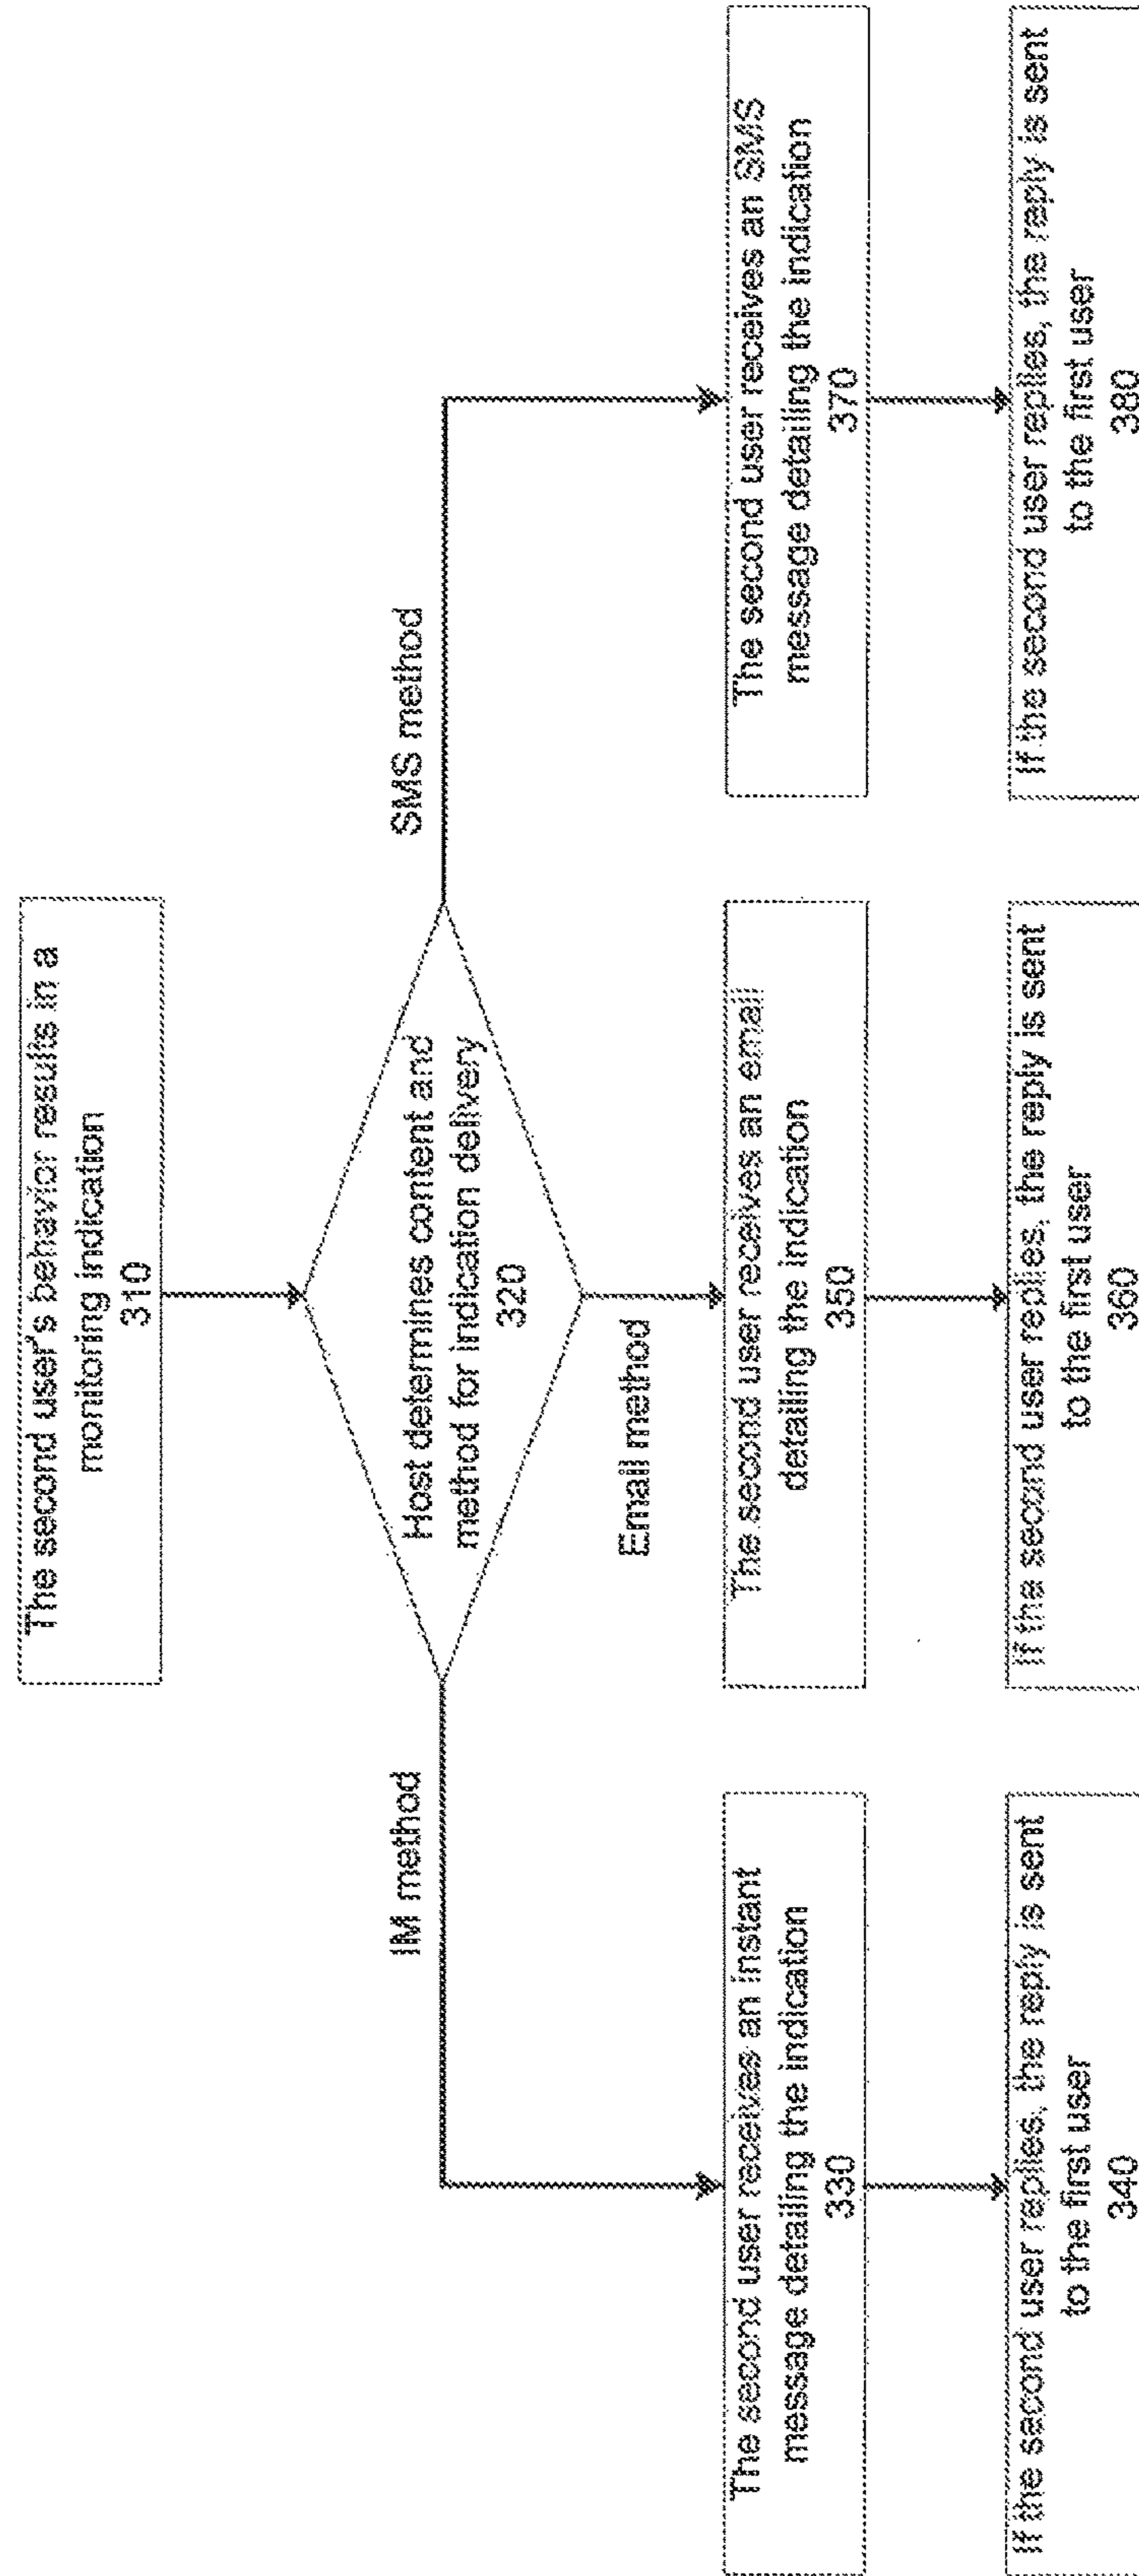 The second user's behavior results in a
monitoring indication
310
Host determines content and
method for indication delivery
320
IM method
Email method
SMS method
The second user receives an instant
message detailing the indication
330
The second user receives an email
detailing the indication
350
The second user receives an SMS
message detailing the indication
370
If the second user replies, the reply is sent
to the first user
340
If the second user replies, the reply is sent
to the first user
360
If the second user replies, the reply is sent
to the first user
380